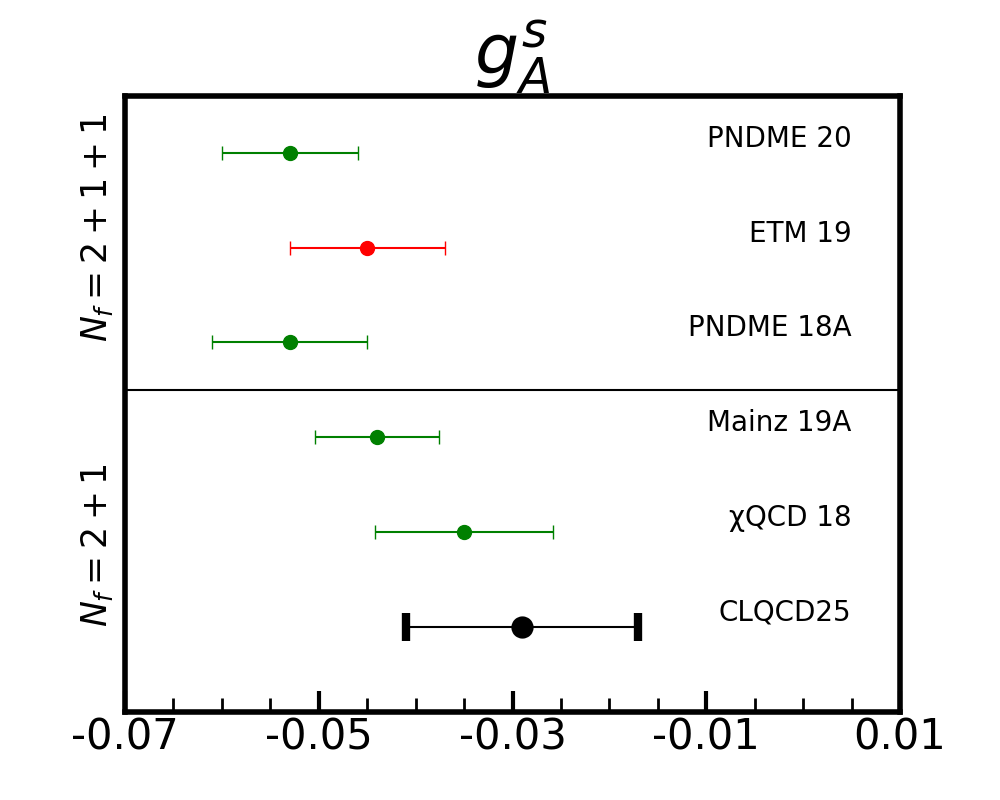 $g_A^s$
$N_f = 2 + 1 + 1$
PNDME 20
ETM 19
PNDME 18A
$N_f = 2 + 1$
Mainz 19A
χQCD 18
CLQCD25
-0.07 -0.05 -0.03 -0.01 0.01